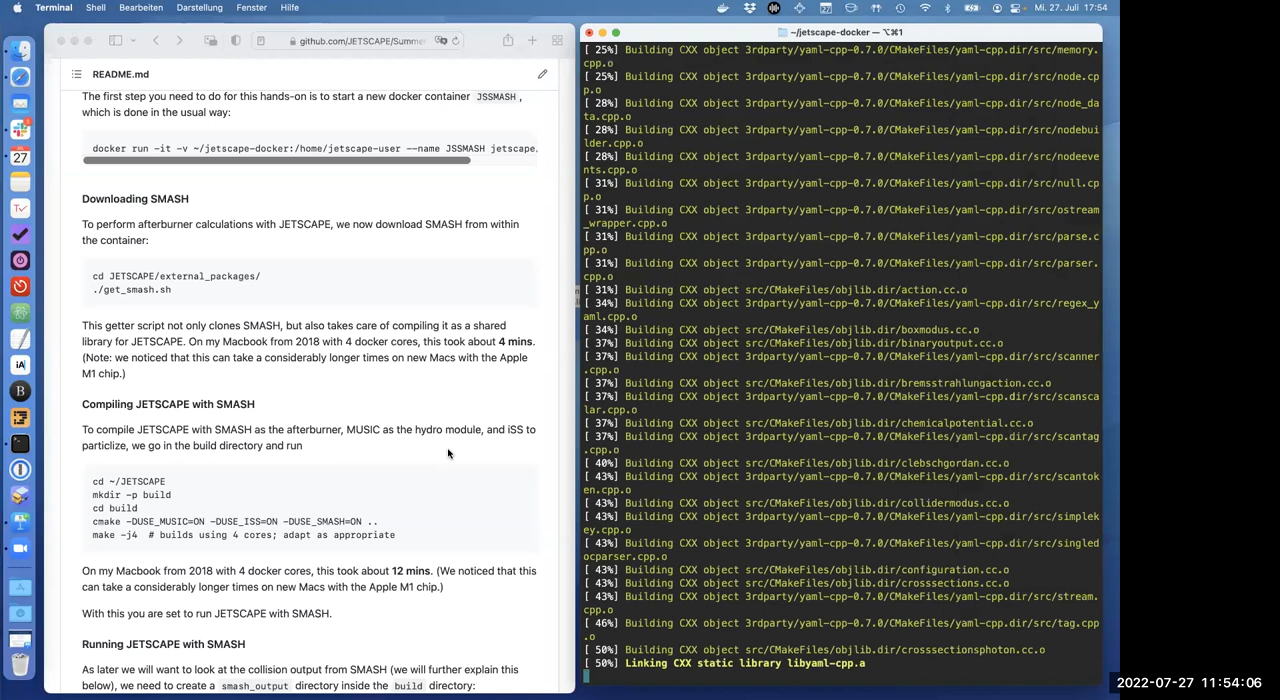 Terminal Shell Bearbeiten Darstellung Fenster Hilfe
27
Mi. 27. Juli 17:54
github.com/JETSCAPE/Summe
README.md
The first step you need to do for this hands-on is to start a new docker container JSSMASH ,
which is done in the usual way:
docker run -it -v ~/jetscape-docker:/home/jetscape-user --name JSSMASH jetscape.
Downloading SMASH
To perform afterburner calculations with JETSCAPE, we now download SMASH from within
the container:
cd JETSCAPE/external_packages/
./get_smash.sh
This getter script not only clones SMASH, but also takes care of compiling it as a shared
library for JETSCAPE. On my Macbook from 2018 with 4 docker cores, this took about 4 mins.
(Note: we noticed that this can take a considerably longer times on new Macs with the Apple
M1 chip.)
Compiling JETSCAPE with SMASH
To compile JETSCAPE with SMASH as the afterburner, MUSIC as the hydro module, and iSS to
particlize, we go in the build directory and run
cd ~/JETSCAPE
mkdir -p build
cd build
cmake -DUSE_MUSIC=ON -DUSE_ISS=ON -DUSE_SMASH=ON ..
make -j4 # builds using 4 cores; adapt as appropriate
On my Macbook from 2018 with 4 docker cores, this took about 12 mins. (We noticed that this
can take a considerably longer times on new Macs with the Apple M1 chip.)
With this you are set to run JETSCAPE with SMASH.
Running JETSCAPE with SMASH
As later we will want to look at the collision output from SMASH (we will further explain this
below), we need to create a smash_output directory inside the build directory:
~/jetscape-docker — ⌥⌘1
[ 25%] Building CXX object 3rdparty/yaml-cpp-0.7.0/CMakeFiles/yaml-cpp.dir/src/memory.
cpp.o
[ 25%] Building CXX object 3rdparty/yaml-cpp-0.7.0/CMakeFiles/yaml-cpp.dir/src/node.cp
p.o
[ 28%] Building CXX object 3rdparty/yaml-cpp-0.7.0/CMakeFiles/yaml-cpp.dir/src/node_da
ta.cpp.o
[ 28%] Building CXX object 3rdparty/yaml-cpp-0.7.0/CMakeFiles/yaml-cpp.dir/src/nodebui
lder.cpp.o
[ 28%] Building CXX object 3rdparty/yaml-cpp-0.7.0/CMakeFiles/yaml-cpp.dir/src/nodeeve
nts.cpp.o
[ 31%] Building CXX object 3rdparty/yaml-cpp-0.7.0/CMakeFiles/yaml-cpp.dir/src/null.cp
p.o
[ 31%] Building CXX object 3rdparty/yaml-cpp-0.7.0/CMakeFiles/yaml-cpp.dir/src/ostream
_wrapper.cpp.o
[ 31%] Building CXX object 3rdparty/yaml-cpp-0.7.0/CMakeFiles/yaml-cpp.dir/src/parse.c
pp.o
[ 31%] Building CXX object 3rdparty/yaml-cpp-0.7.0/CMakeFiles/yaml-cpp.dir/src/parser.
cpp.o
[ 31%] Building CXX object src/CMakeFiles/objlib.dir/action.cc.o
[ 34%] Building CXX object 3rdparty/yaml-cpp-0.7.0/CMakeFiles/yaml-cpp.dir/src/regex_y
aml.cpp.o
[ 34%] Building CXX object src/CMakeFiles/objlib.dir/boxmodus.cc.o
[ 37%] Building CXX object src/CMakeFiles/objlib.dir/binaryoutput.cc.o
[ 37%] Building CXX object 3rdparty/yaml-cpp-0.7.0/CMakeFiles/yaml-cpp.dir/src/scanner
.cpp.o
[ 37%] Building CXX object src/CMakeFiles/objlib.dir/bremsstrahlungaction.cc.o
[ 37%] Building CXX object 3rdparty/yaml-cpp-0.7.0/CMakeFiles/yaml-cpp.dir/src/scansca
lar.cpp.o
[ 37%] Building CXX object src/CMakeFiles/objlib.dir/chemicalpotential.cc.o
[ 37%] Building CXX object 3rdparty/yaml-cpp-0.7.0/CMakeFiles/yaml-cpp.dir/src/scantag
.cpp.o
[ 40%] Building CXX object src/CMakeFiles/objlib.dir/clebschgordan.cc.o
[ 43%] Building CXX object 3rdparty/yaml-cpp-0.7.0/CMakeFiles/yaml-cpp.dir/src/scantok
en.cpp.o
[ 43%] Building CXX object src/CMakeFiles/objlib.dir/collidermodus.cc.o
[ 43%] Building CXX object 3rdparty/yaml-cpp-0.7.0/CMakeFiles/yaml-cpp.dir/src/simplek
ey.cpp.o
[ 43%] Building CXX object 3rdparty/yaml-cpp-0.7.0/CMakeFiles/yaml-cpp.dir/src/singled
ocparser.cpp.o
[ 43%] Building CXX object src/CMakeFiles/objlib.dir/configuration.cc.o
[ 43%] Building CXX object src/CMakeFiles/objlib.dir/crosssections.cc.o
[ 43%] Building CXX object 3rdparty/yaml-cpp-0.7.0/CMakeFiles/yaml-cpp.dir/src/stream.
cpp.o
[ 46%] Building CXX object 3rdparty/yaml-cpp-0.7.0/CMakeFiles/yaml-cpp.dir/src/tag.cpp
.o
[ 50%] Building CXX object src/CMakeFiles/objlib.dir/crosssectionsphoton.cc.o
[ 50%] Linking CXX static library libyaml-cpp.a
27
iA
B
2022-07-27 11:54:06